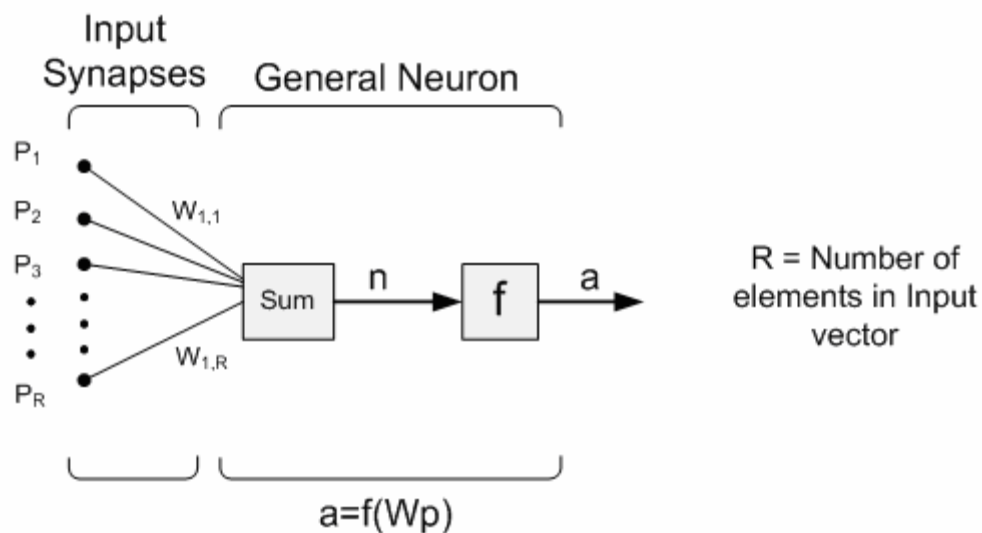 Input
Synapses
General Neuron
P1
P2
P3
PR
W1,1
W1,R
Sum
n
f
a
R = Number of
elements in Input
vector
a=f(Wp)